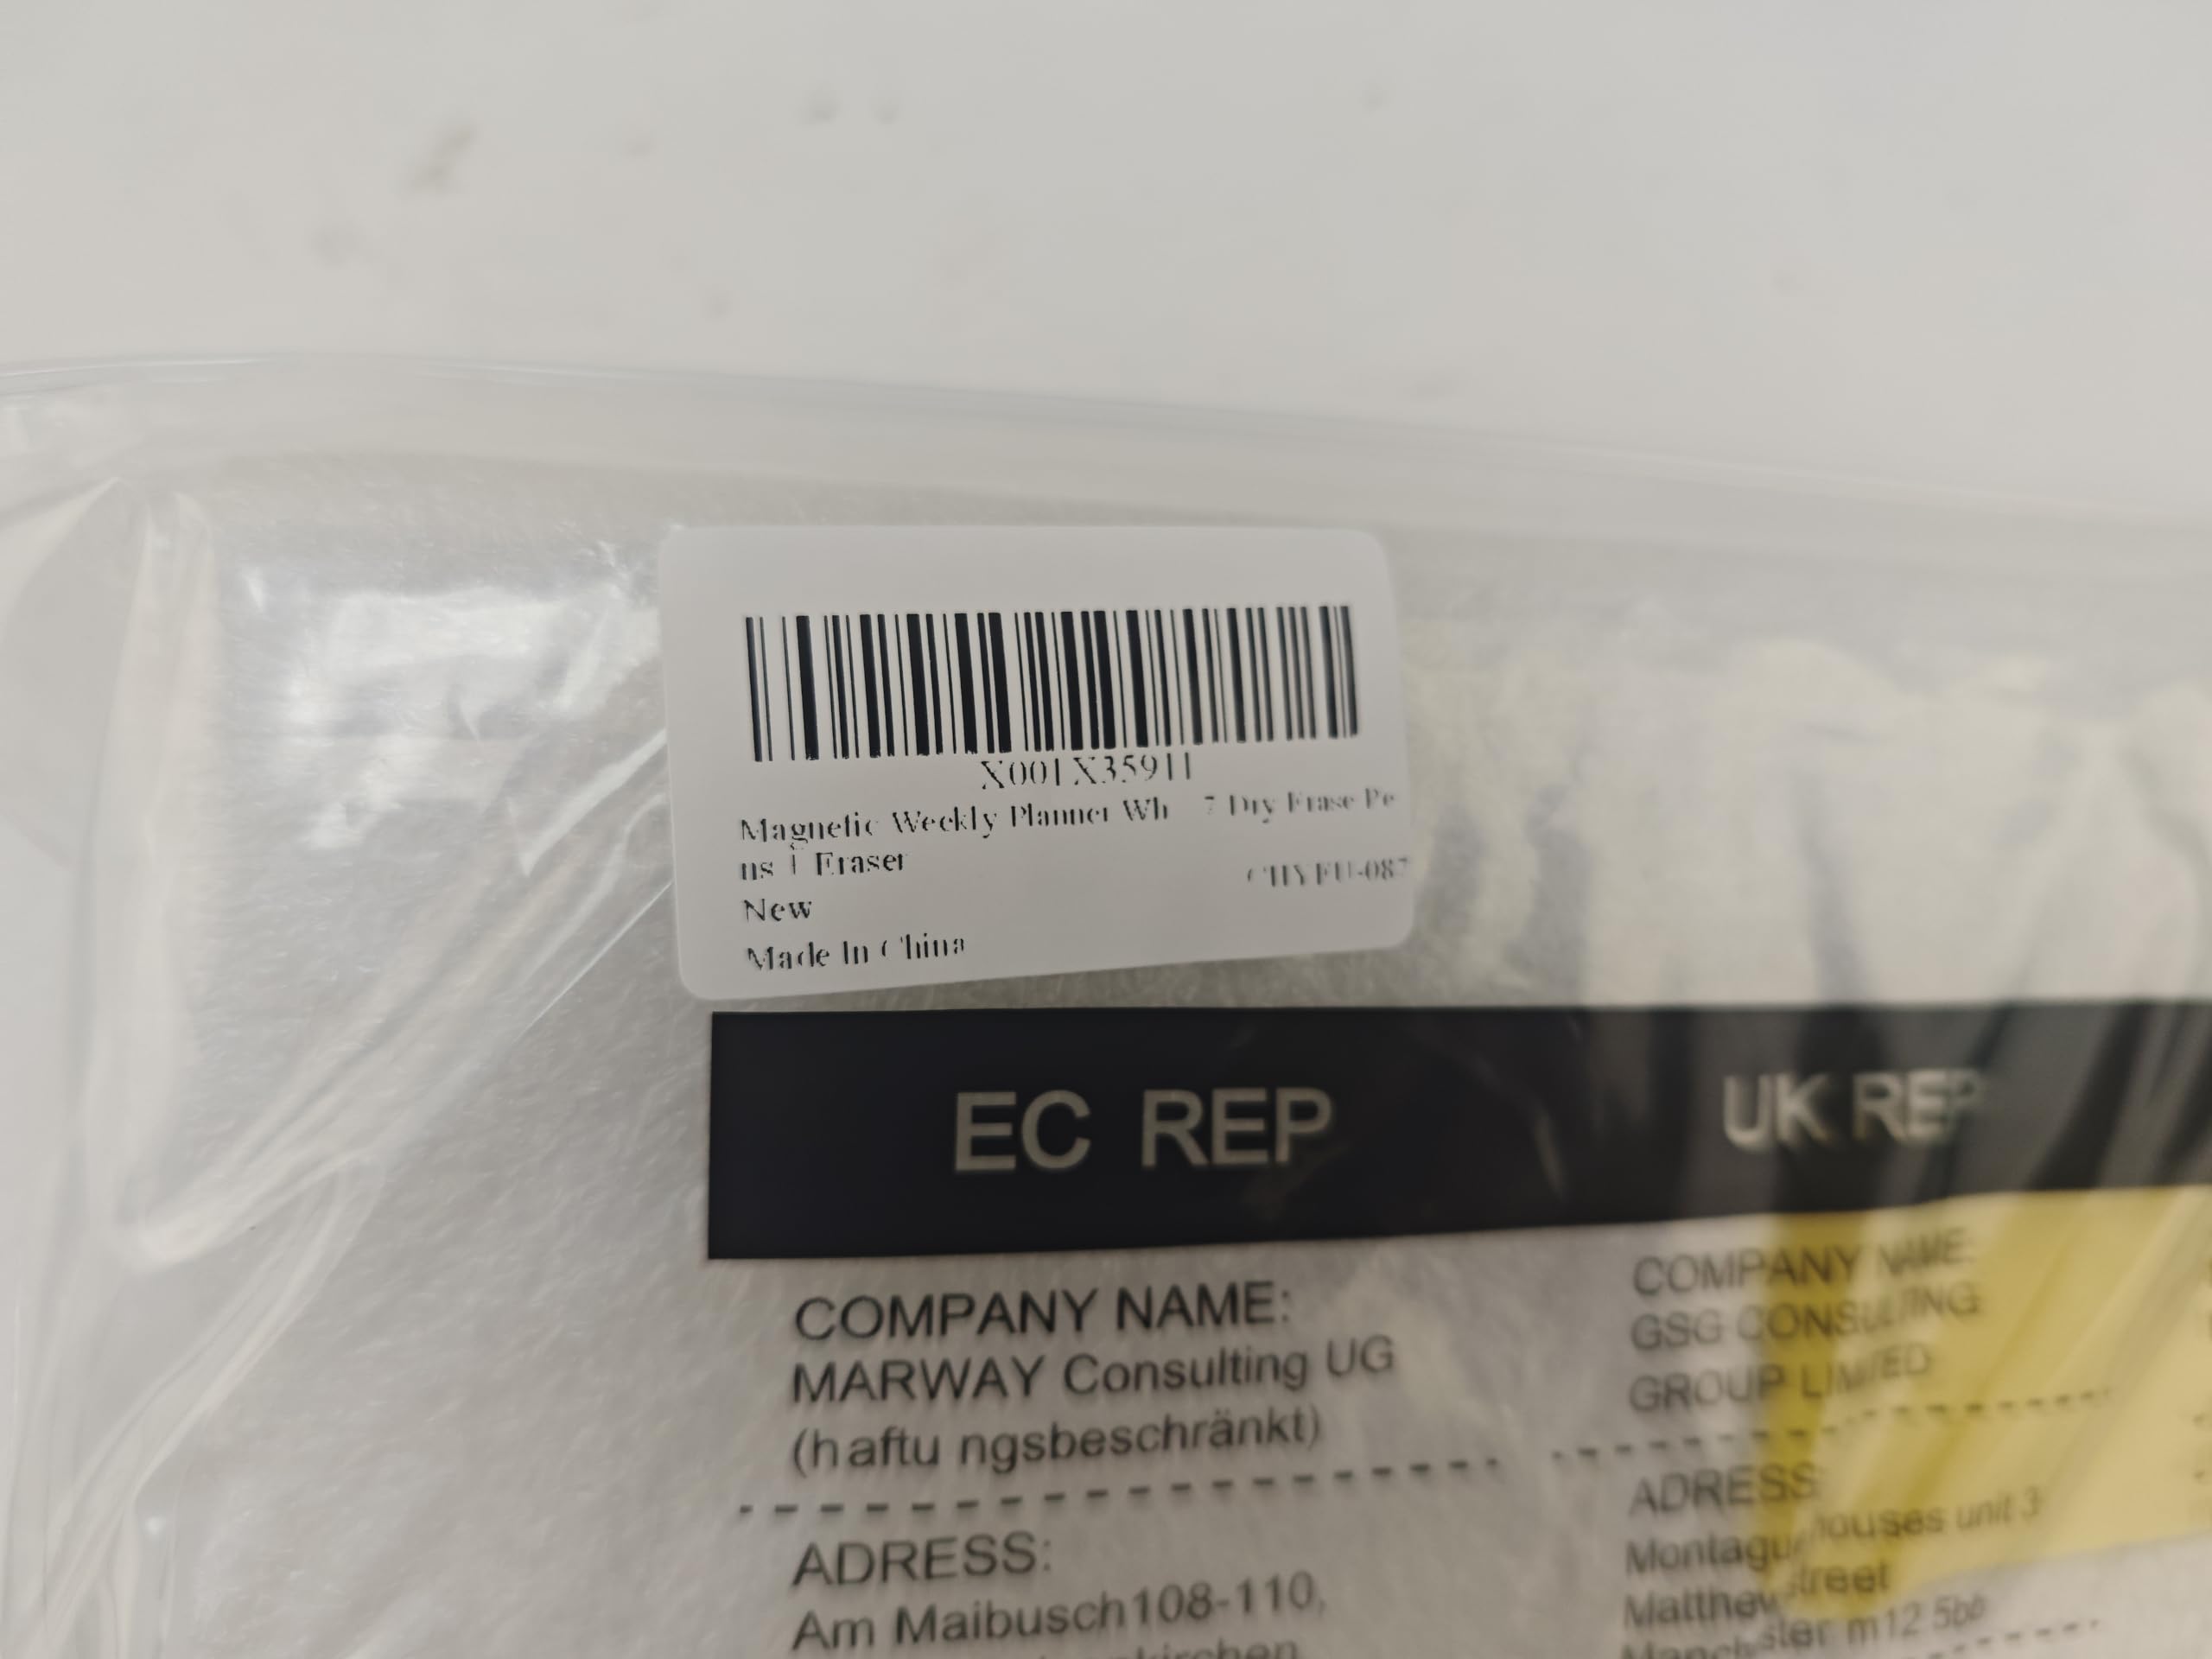 X001X35911
Magnetic Weekly Planner Wh 7 Dry Erase Pe
ns 1 Eraser
CHYFU-087
New
Made In China
EC REP
COMPANY NAME:
MARWAY Consulting UG
(haftu ngsbeschränkt)
ADRESS:
Am Maibusch108-110,
UK REP
COMPANY NAME:
GSG CONSULTING
GROUP LIMITED
ADRESS:
houses unit 3
street
m12 5bb